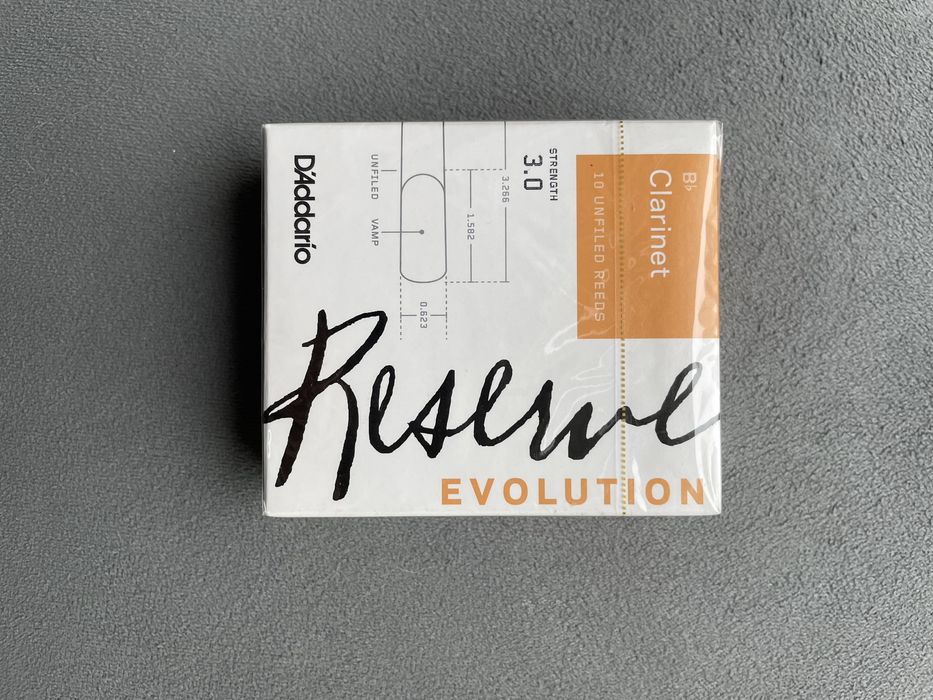 B♭
Clarinet
10 UNFILED REEDS
STRENGTH
3.0
3.266
1.582
0.623
UNFILED
VAMP
D'Addario
Reserve
EVOLUTION